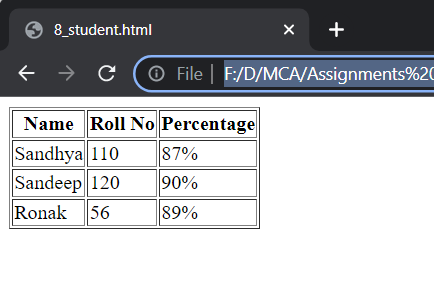 8_student.html
File F:/D/MCA/Assignments%20
Name Roll No Percentage
Sandhya 110 87%
Sandeep 120 90%
Ronak 56 89%